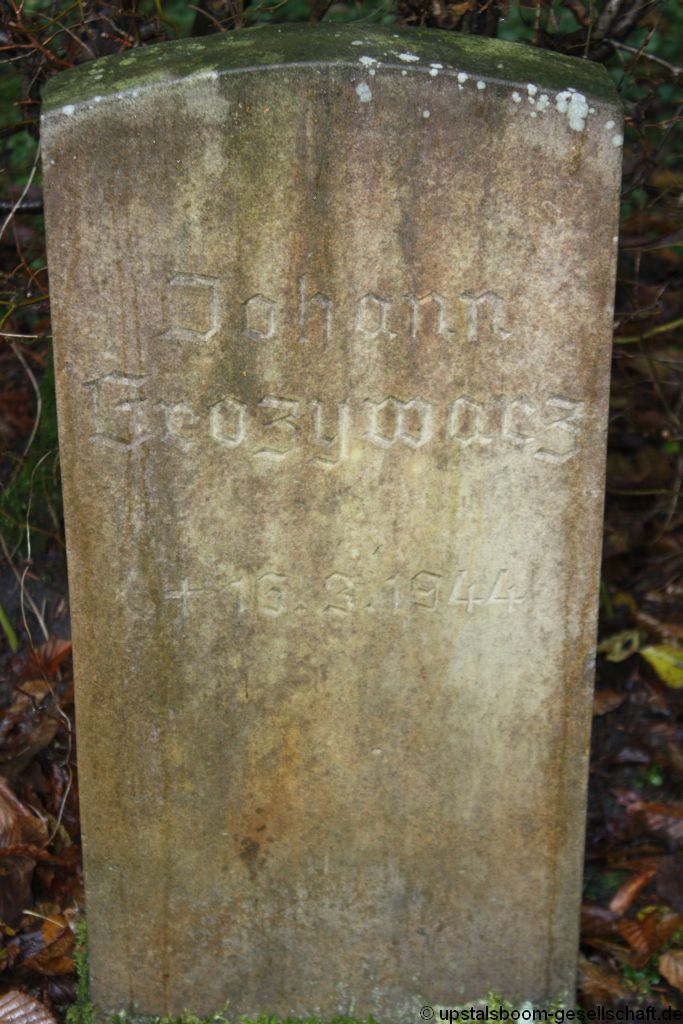 Johann
Grozywacz
+ 16.3.1944
© upstalsboom-gesellschaft.de